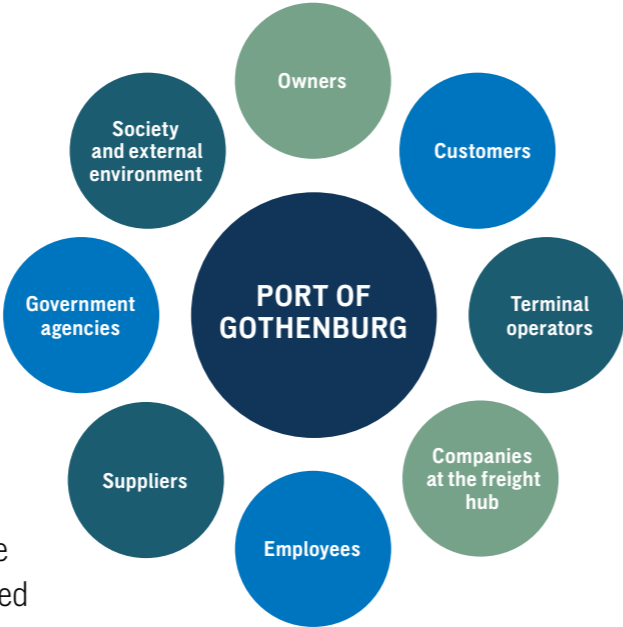 Owners
Customers
Terminal
operators
Companies
at the freight
hub
Employees
Suppliers
Government
agencies
Society
and external
environment
PORT OF
GOTHENBURG
e
ed